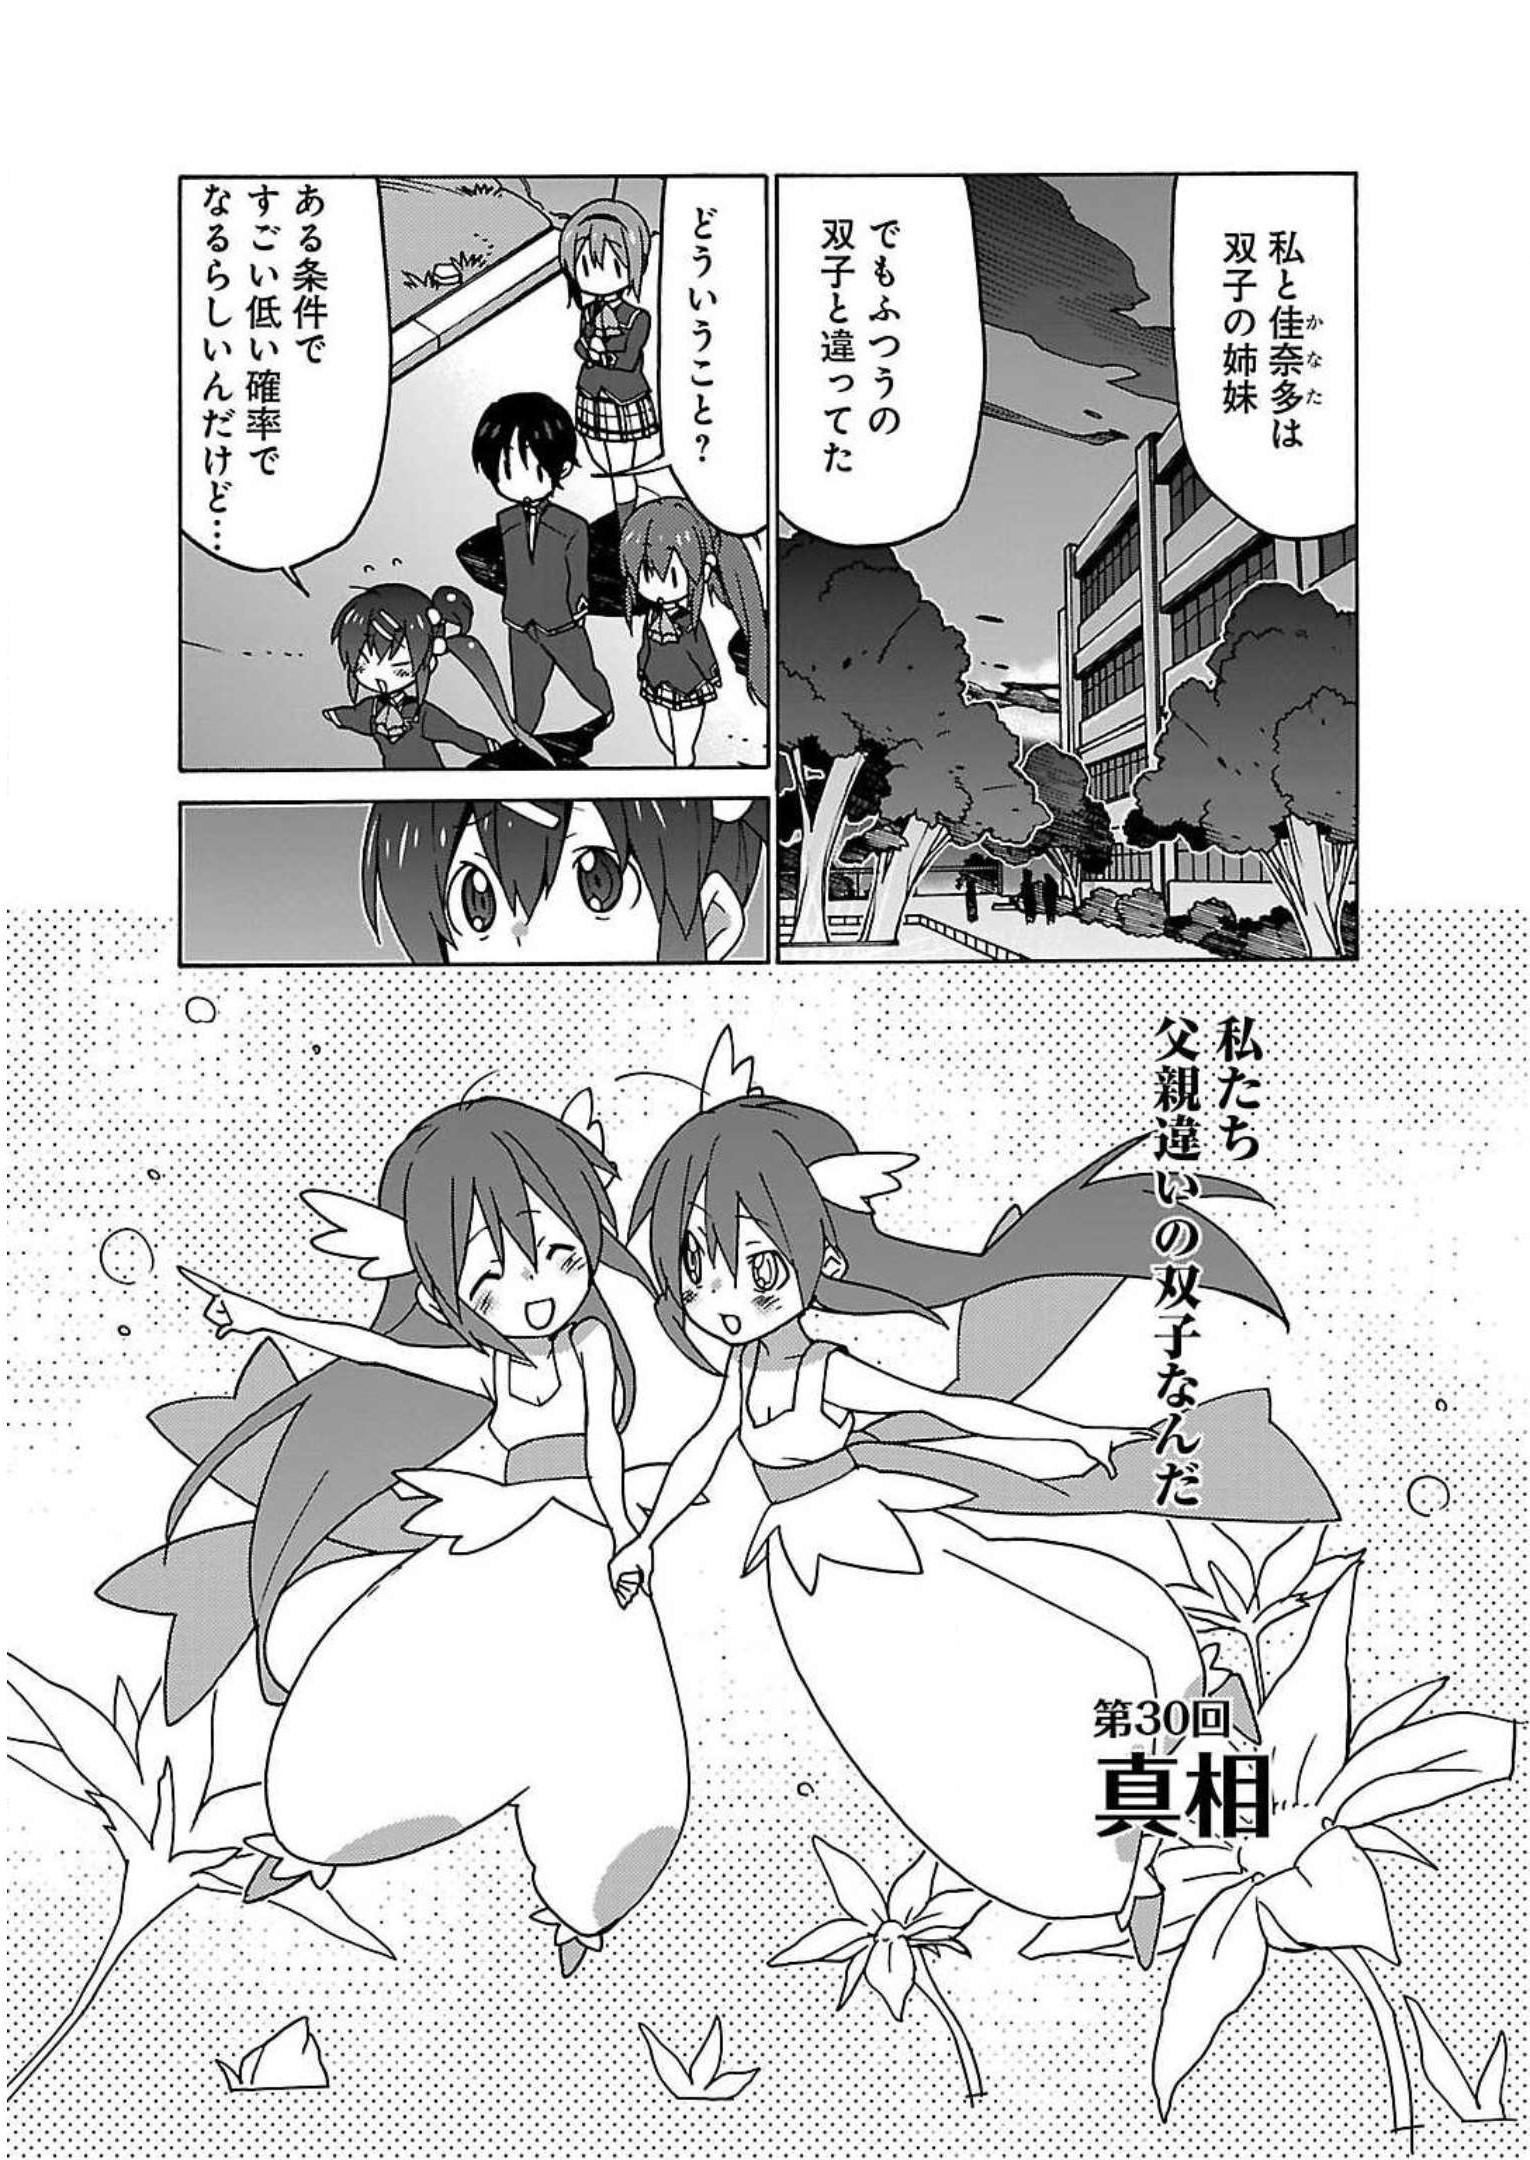 私と佳奈多は
かなた
双子の姉妹
でもふつうの
双子と違ってた
どういうこと?
ある条件で
すごい低い確率で
なるらしいんだけど…
私たち
父親違いの双子なんだ
第30回
真相